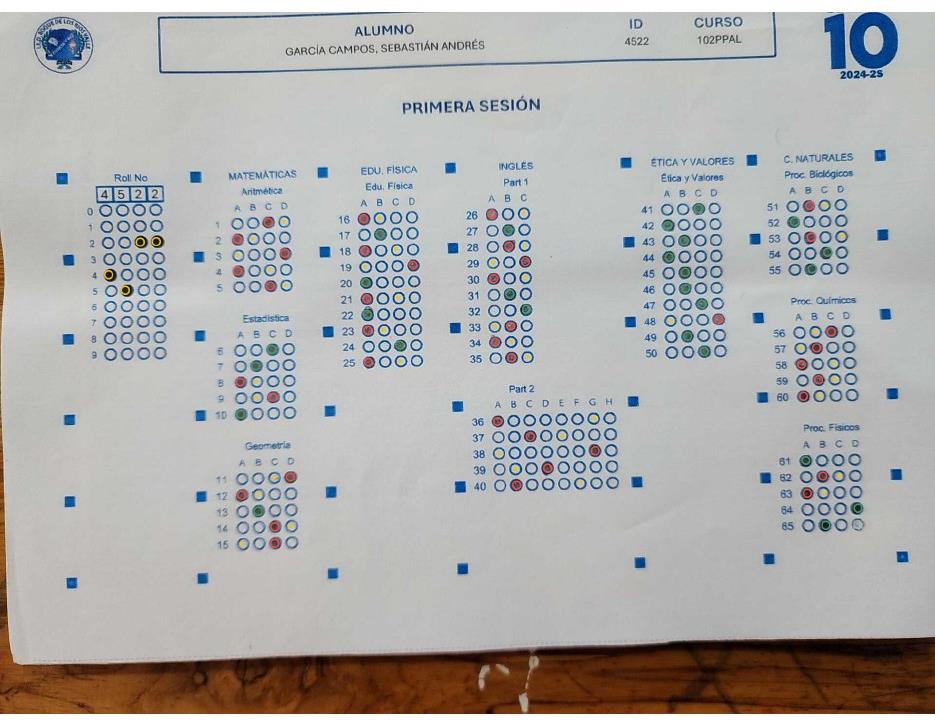 I.E.D. DUQUE DE LOS RIOS VALLE
ALUMNO ID CURSO
GARCÍA CAMPOS, SEBASTIÁN ANDRÉS 4522 102PPAL
10
2024-2S
PRIMERA SESIÓN
Roll No
4 5 2 2
0
1
2
3
4
5
6
7
8
9
MATEMÁTICAS
Aritmética
A B C D
1
2
3
4
5
Estadística
A B C D
6
7
8
9
10
Geometría
A B C D
11
12
13
14
15
EDU. FÍSICA
Edu. Física
A B C D
16
17
18
19
20
21
22
23
24
25
INGLÉS
Part 1
A B C
26
27
28
29
30
31
32
33
34
35
Part 2
A B C D E F G H
36
37
38
39
40
ÉTICA Y VALORES
Ética y Valores
A B C D
41
42
43
44
45
46
47
48
49
50
C. NATURALES
Proc. Biológicos
A B C D
51
52
53
54
55
Proc. Químicos
A B C D
56
57
58
59
60
Proc. Físicos
A B C D
61
62
63
64
65